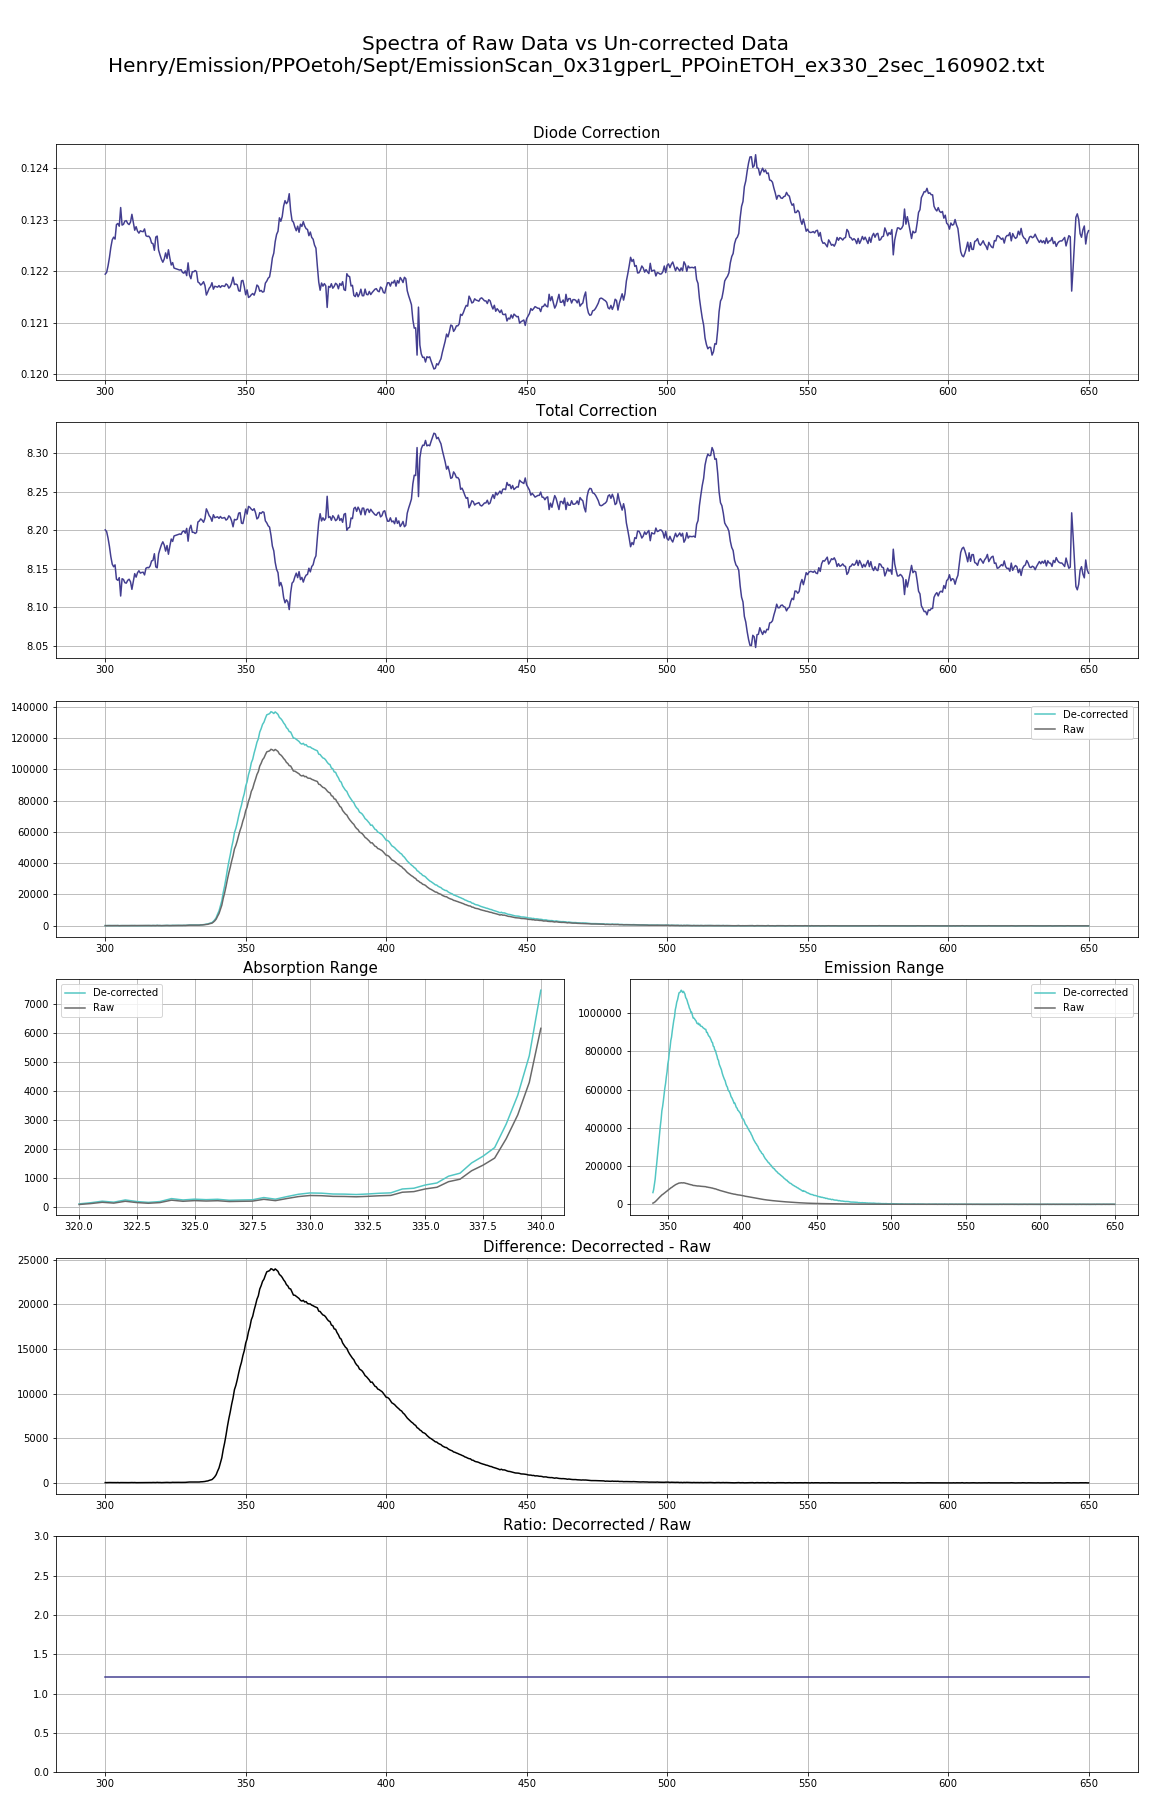 Spectra of Raw Data vs Un-corrected Data
Henry/Emission/PPOetoh/Sept/EmissionScan_0x31gperL_PPOinETOH_ex330_2sec_160902.txt
Diode Correction
0.124
0.123
0.122
0.121
0.120
300 350 400 450 500 550 600 650
Total Correction
8.30
8.25
8.20
8.15
8.10
8.05
300 350 400 450 500 550 600 650
140000
120000
100000
80000
60000
40000
20000
0
De-corrected
Raw
300 350 400 450 500 550 600 650
Absorption Range
7000
6000
5000
4000
3000
2000
1000
0
De-corrected
Raw
320.0 322.5 325.0 327.5 330.0 332.5 335.0 337.5 340.0
Emission Range
1000000
800000
600000
400000
200000
0
De-corrected
Raw
350 400 450 500 550 600 650
Difference: Decorrected - Raw
25000
20000
15000
10000
5000
0
300 350 400 450 500 550 600 650
Ratio: Decorrected / Raw
3.0
2.5
2.0
1.5
1.0
0.5
0.0
300 350 400 450 500 550 600 650